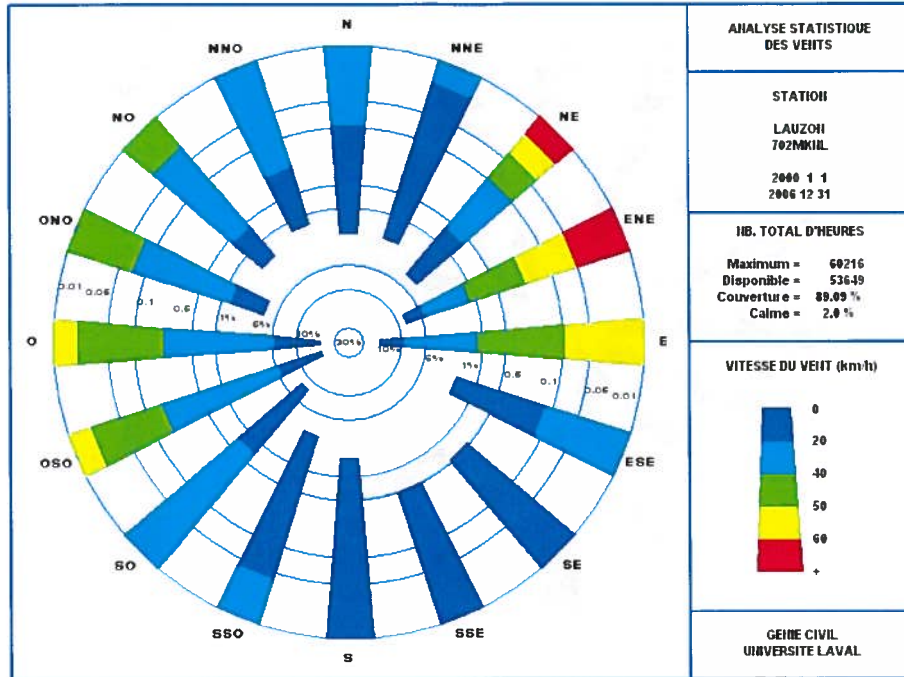 N
NNO
NNE
NO
NE
ONO
ENE
0.01
0.05
0.1
0.5
1%
5%
O
10%
30%
10%
5%
1%
0.5
0.1
0.05
0.01
E
OSO
ESE
SO
SE
SSO
SSE
S
ANALYSE STATISTIQUE
DES VENTS
STATION
LAUZON
2000 1 1
2006 12 31
NB. TOTAL D'HEURES
Maximum = 60216
Disponible = 53649
Couverture = 89.09 %
Calme = 2.0 %
VITESSE DU VENT (km/h)
0
20
40
50
60
+
GENIE CIVIL
UNIVERSITE LAVAL